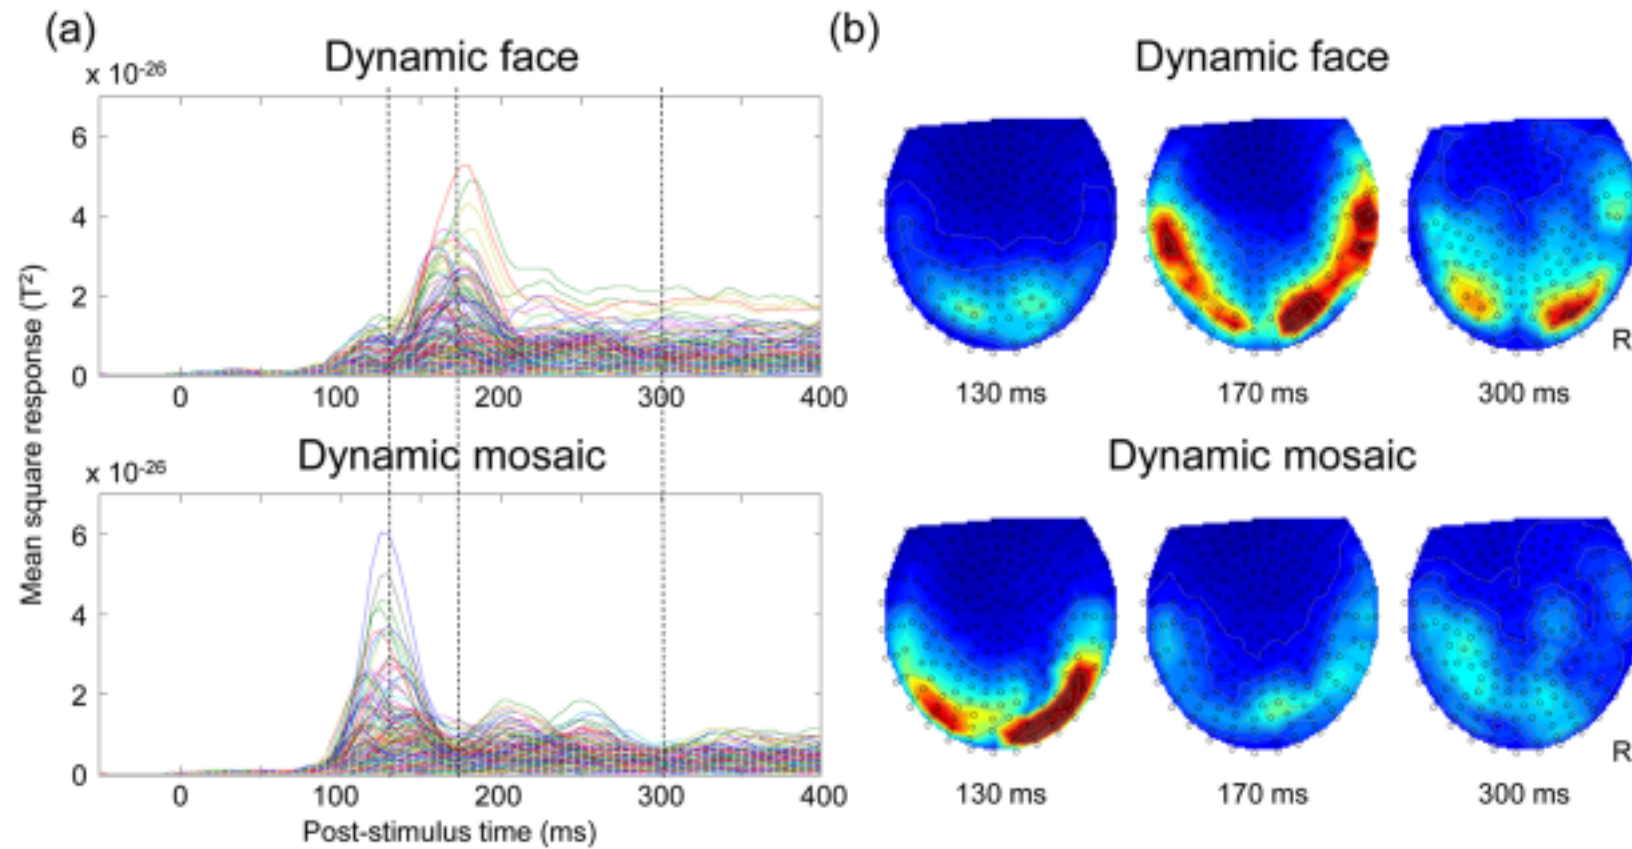 (a)
Dynamic face
x 10-26
6
4
2
0
0 100 200 300 400
Dynamic mosaic
x 10-26
6
4
2
0
0 100 200 300 400
Post-stimulus time (ms)
Mean square response (T²)
(b)
Dynamic face
R
130 ms 170 ms 300 ms
Dynamic mosaic
R
130 ms 170 ms 300 ms